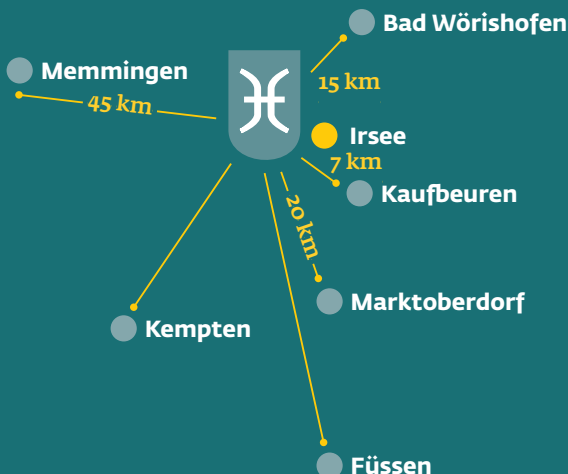 Bad Wörishofen
Memmingen
15 km
45 km
Irsee
7 km
Kaufbeuren
20 km
Marktoberdorf
Kempten
Füssen